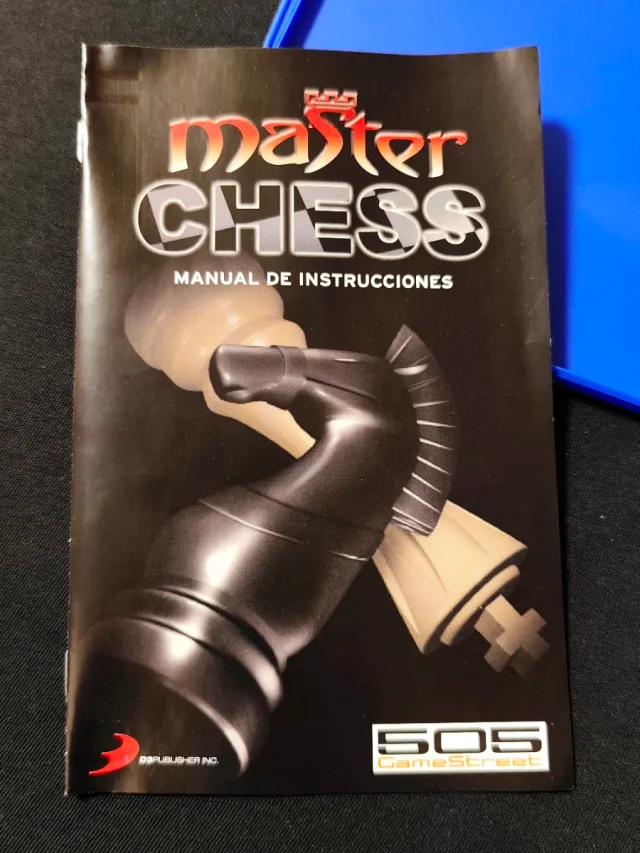 master
CHESS
MANUAL DE INSTRUCCIONES
D3PUBLISHER INC.
505
GameStreet